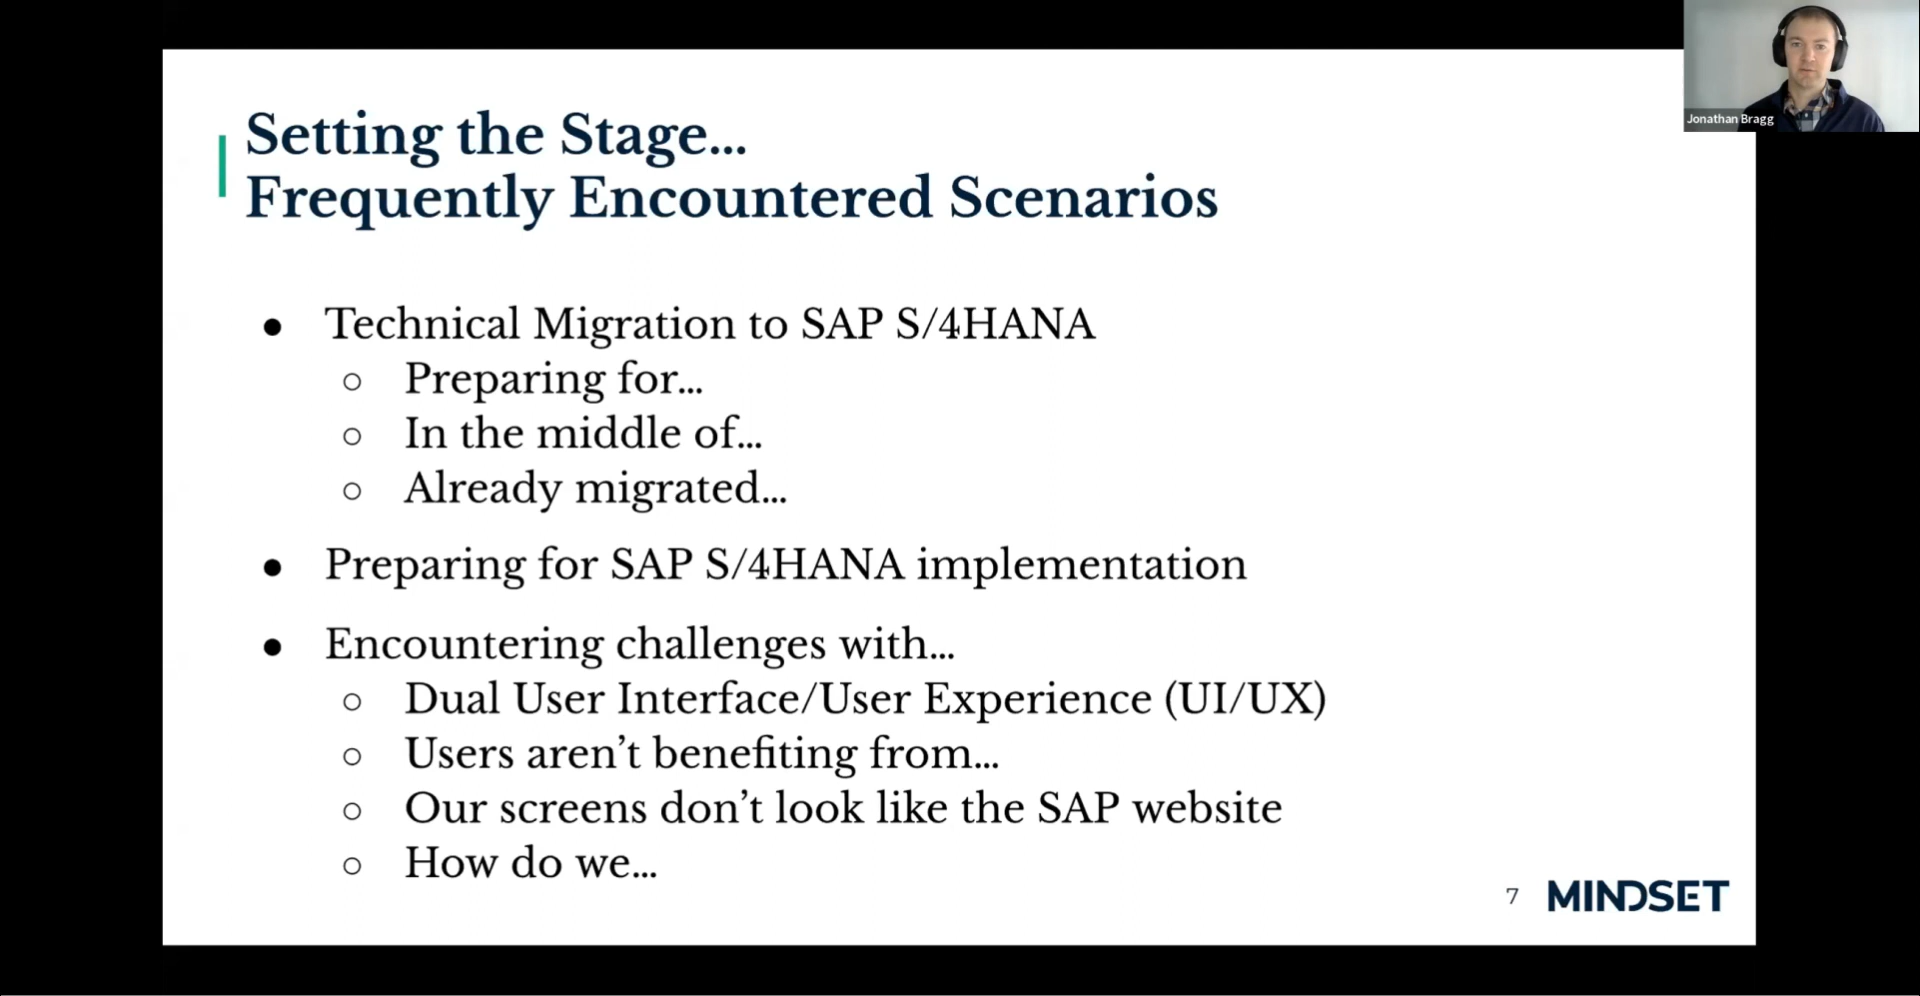 Setting the Stage...
Frequently Encountered Scenarios
Jonathan Bragg
● Technical Migration to SAP S/4HANA
○ Preparing for...
○ In the middle of...
○ Already migrated...
● Preparing for SAP S/4HANA implementation
● Encountering challenges with...
○ Dual User Interface/User Experience (UI/UX)
○ Users aren’t benefiting from...
○ Our screens don’t look like the SAP website
○ How do we...
7 MINDSET